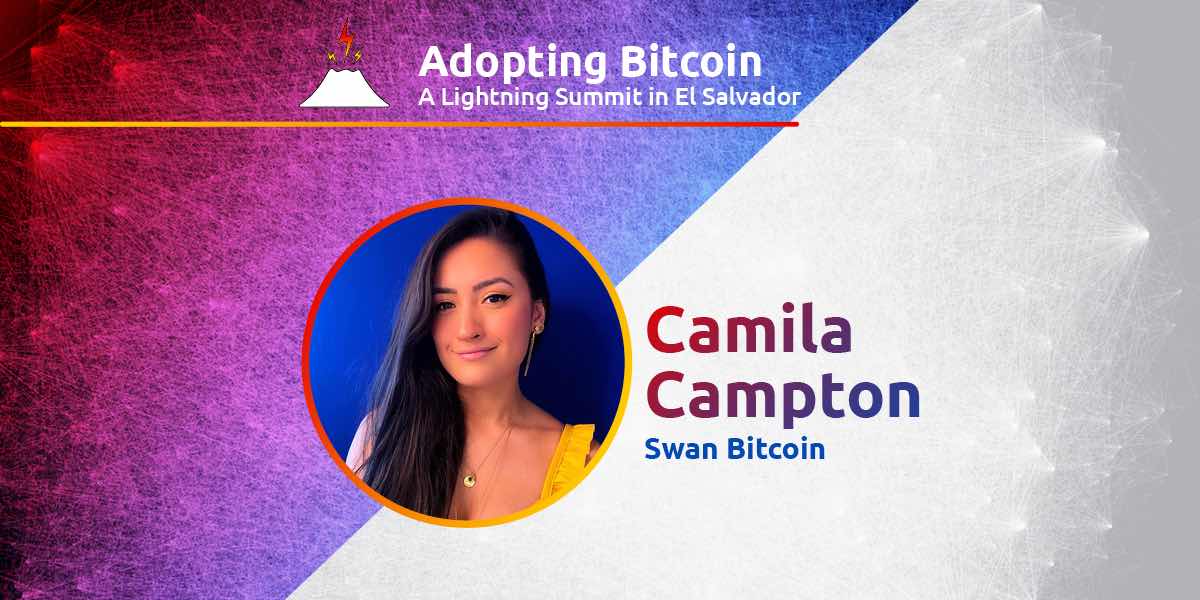 Adopting Bitcoin
A Lightning Summit in El Salvador
Camila
Campton
Swan Bitcoin